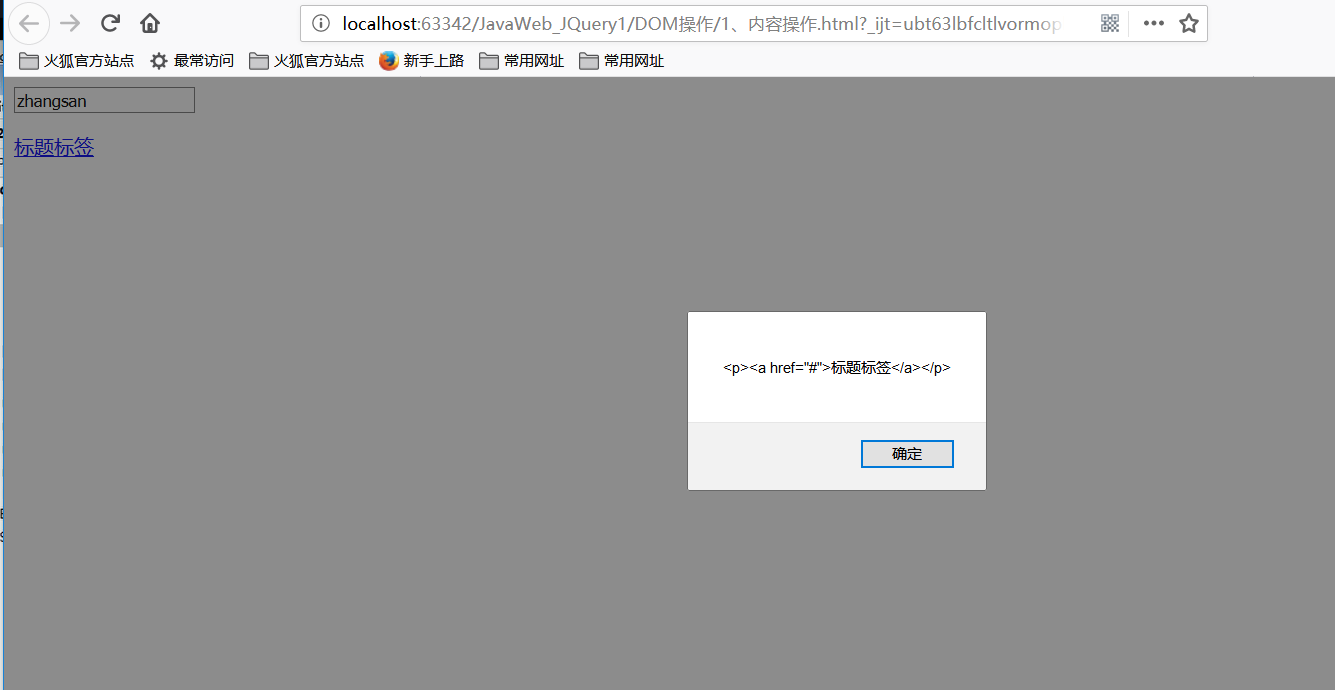 localhost:63342/JavaWeb_JQuery1/DOM操作/1、内容操作.html?_ijt=ubt63lbfcltlvormop
火狐官方站点 最常访问 火狐官方站点 新手上路 常用网址 常用网址
zhangsan
标题标签
<p><a href="#">标题标签</a></p>
确定